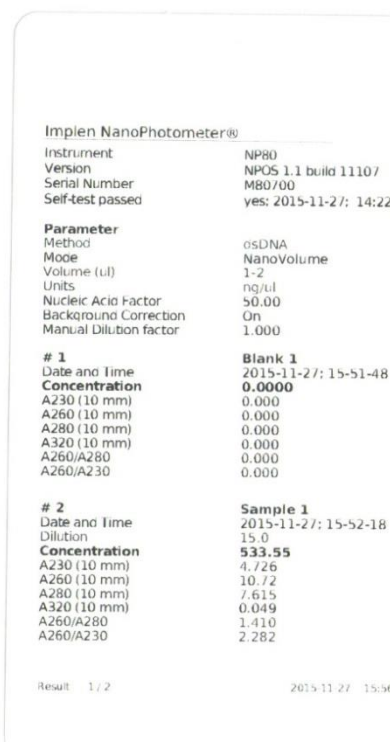 Implen NanoPhotometer®
Instrument NP80
Version NPOS 1.1 build 11107
Serial Number M80700
Self-test passed yes; 2015-11-27; 14:22
Parameter
Method dsDNA
Mode NanoVolume
Volume (ul) 1-2
Units ng/ul
Nucleic Acid Factor 50.00
Background Correction On
Manual Dilution factor 1.000
# 1 Blank 1
Date and Time 2015-11-27; 15-51-48
Concentration 0.0000
A230 (10 mm) 0.000
A260 (10 mm) 0.000
A280 (10 mm) 0.000
A320 (10 mm) 0.000
A260/A280 0.000
A260/A230 0.000
# 2 Sample 1
Date and Time 2015-11-27; 15-52-18
Dilution 15.0
Concentration 533.55
A230 (10 mm) 4.726
A260 (10 mm) 10.72
A280 (10 mm) 7.615
A320 (10 mm) 0.049
A260/A280 1.410
A260/A230 2.282
Result 1/2 2015-11-27 15:56